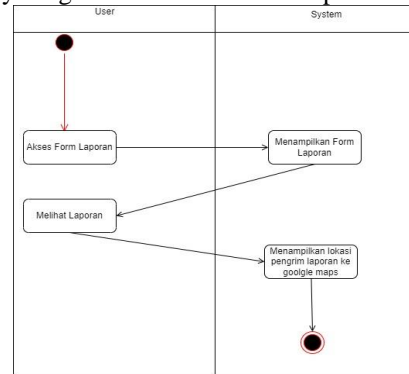 User
System
Akses Form Laporan
Menampilkan Form
Laporan
Melihat Laporan
Menampilkan lokasi
pengrim laporan ke
goolgle maps